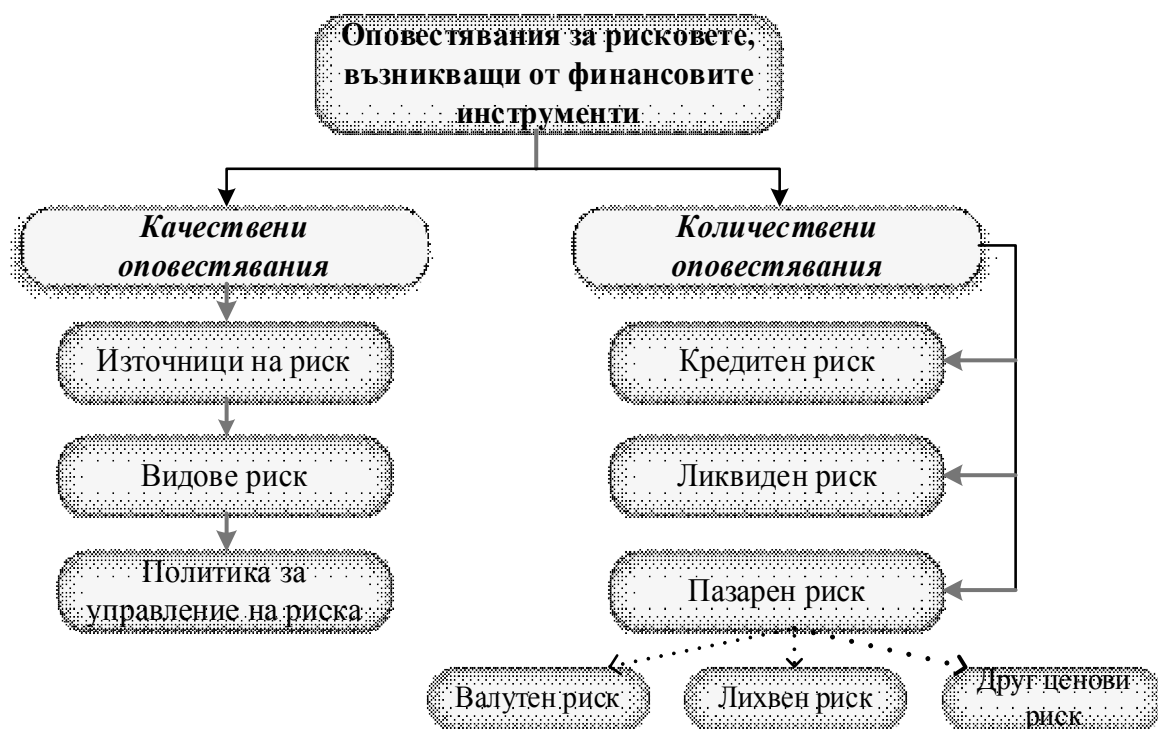 Оповестявания за рисковете,
възникващи от финансовите
инструменти
Качествени
оповестявания
Количествени
оповестявания
Източници на риск
Кредитен риск
Видове риск
Ликвиден риск
Политика за
управление на риска
Пазарен риск
Валутен риск
Лихвен риск
Друг ценови
риск